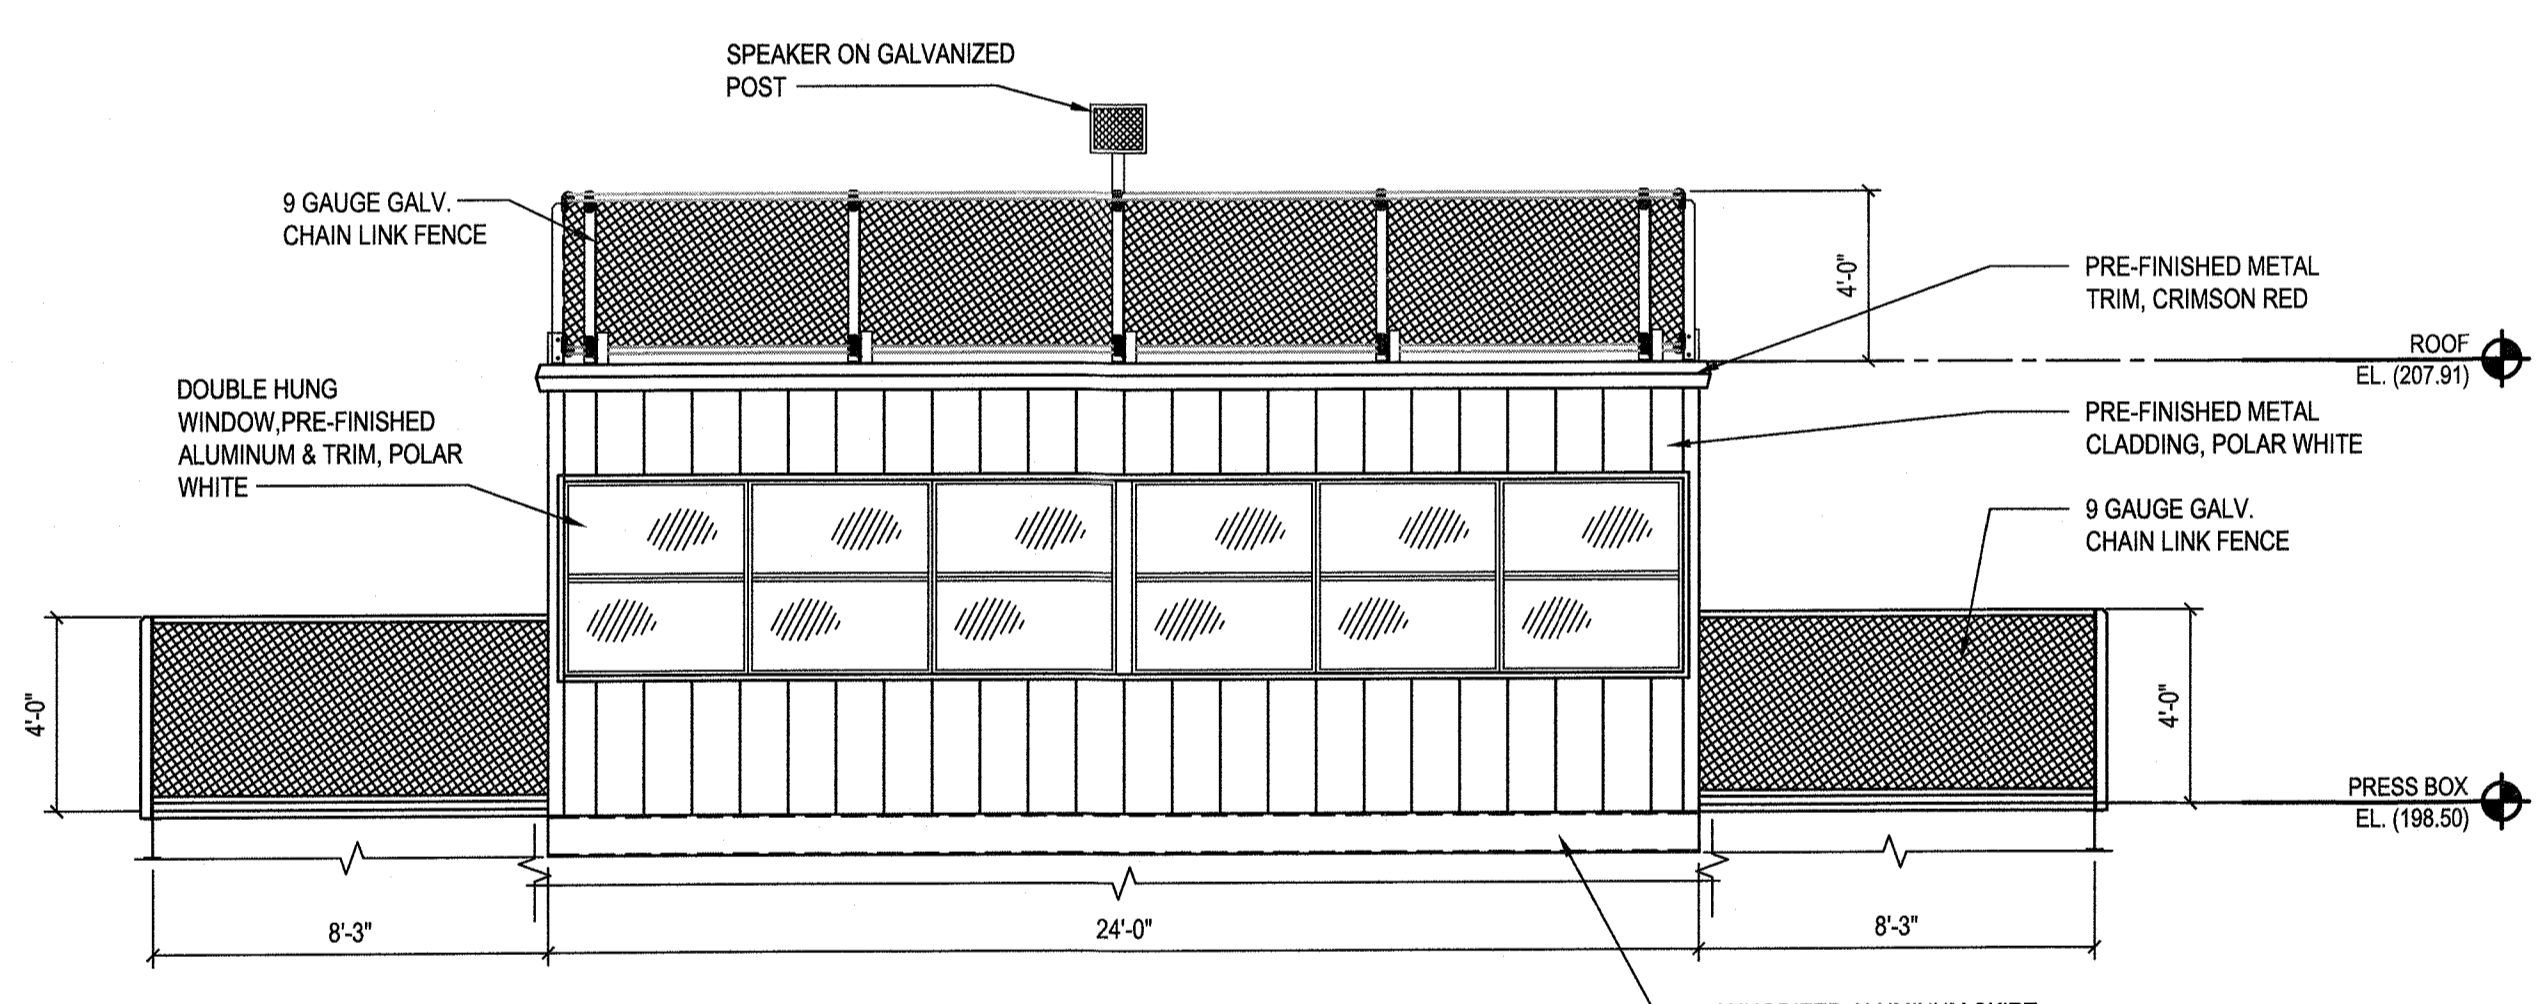 SPEAKER ON GALVANIZED
POST
9 GAUGE GALV.
CHAIN LINK FENCE
4'-0"
PRE-FINISHED METAL
TRIM, CRIMSON RED
ROOF
EL. (207.91)
DOUBLE HUNG
WINDOW,PRE-FINISHED
ALUMINUM & TRIM, POLAR
WHITE
PRE-FINISHED METAL
CLADDING, POLAR WHITE
9 GAUGE GALV.
CHAIN LINK FENCE
4'-0"
4'-0"
PRESS BOX
EL. (198.50)
8'-3"
24'-0"
8'-3"
ALUMINUM SKIRT